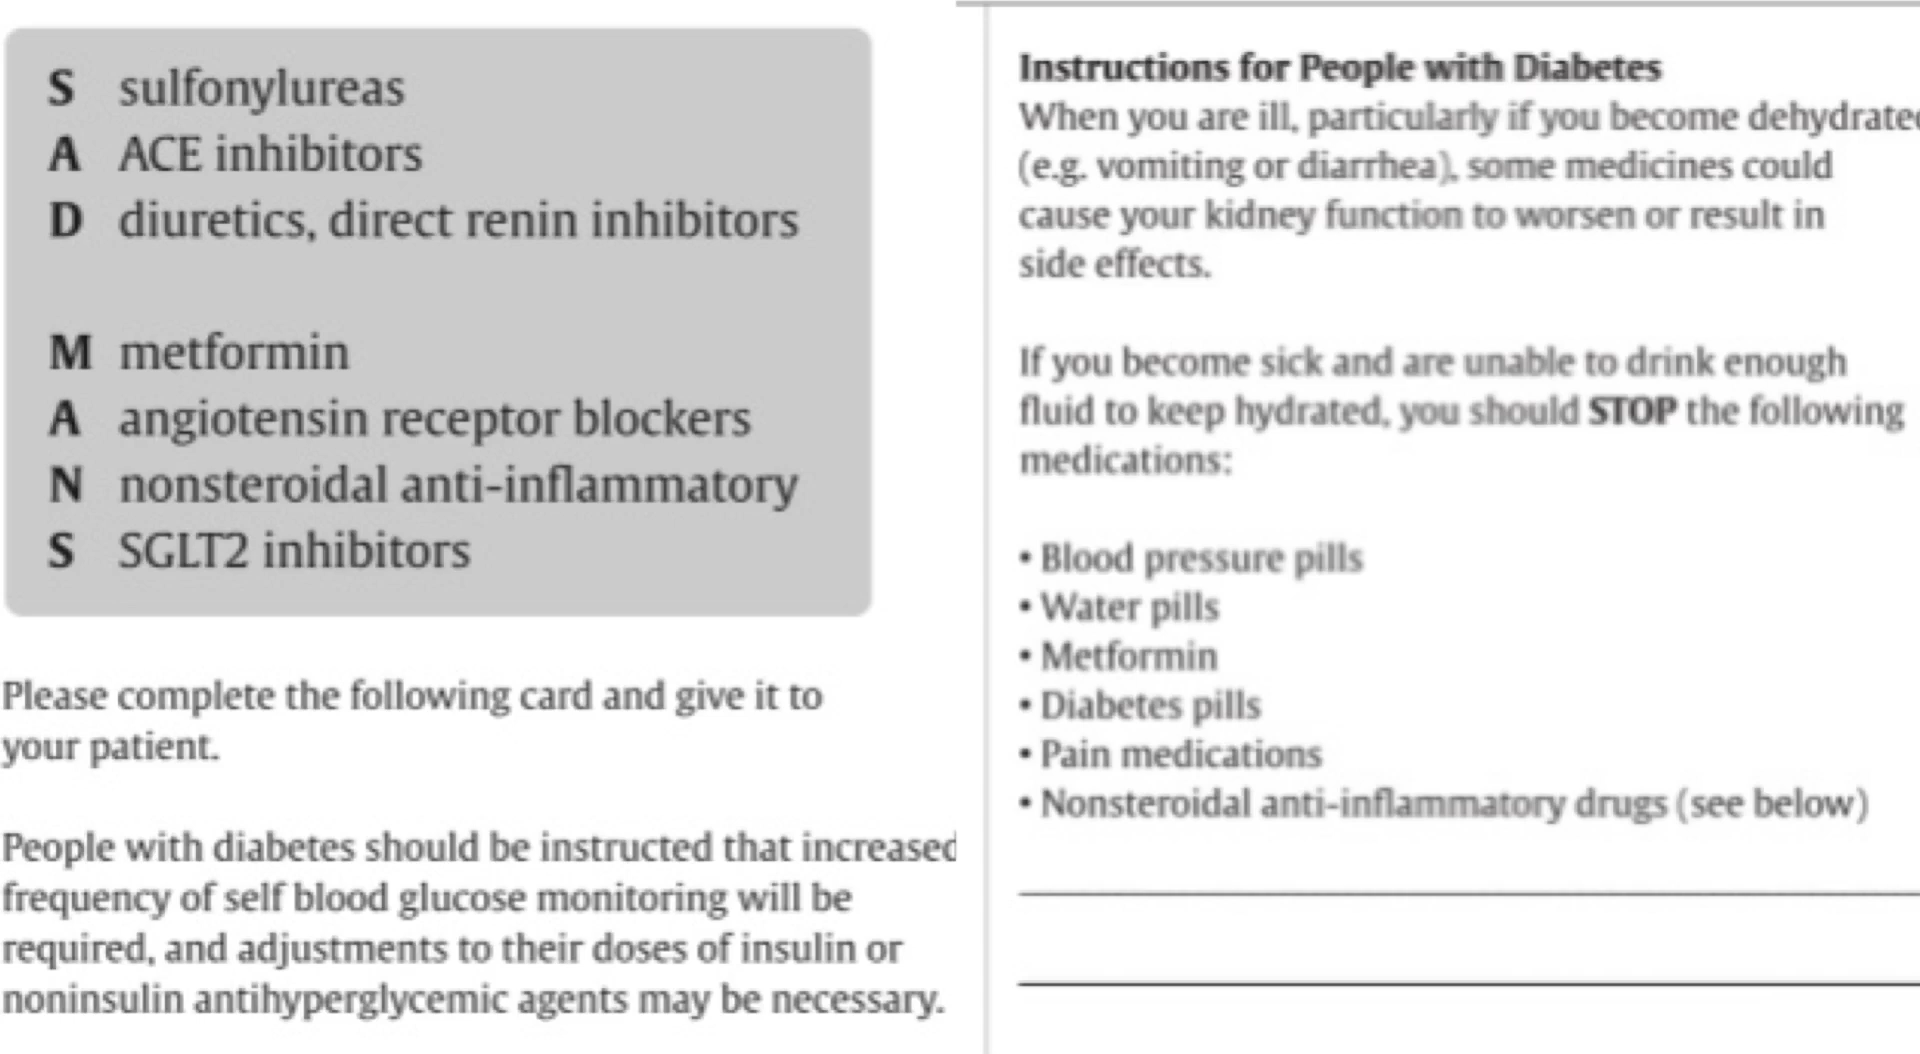 S sulfonylureas
A ACE inhibitors
D diuretics, direct renin inhibitors
M metformin
A angiotensin receptor blockers
N nonsteroidal anti-inflammatory
S SGLT2 inhibitors
Please complete the following card and give it to
your patient.
People with diabetes should be instructed that increased
frequency of self blood glucose monitoring will be
required, and adjustments to their doses of insulin or
noninsulin antihyperglycemic agents may be necessary.
Instructions for People with Diabetes
When you are ill, particularly if you become dehydrated
(e.g. vomiting or diarrhea), some medicines could
cause your kidney function to worsen or result in
side effects.
If you become sick and are unable to drink enough
fluid to keep hydrated, you should STOP the following
medications:
• Blood pressure pills
• Water pills
• Metformin
• Diabetes pills
• Pain medications
• Nonsteroidal anti-inflammatory drugs (see below)